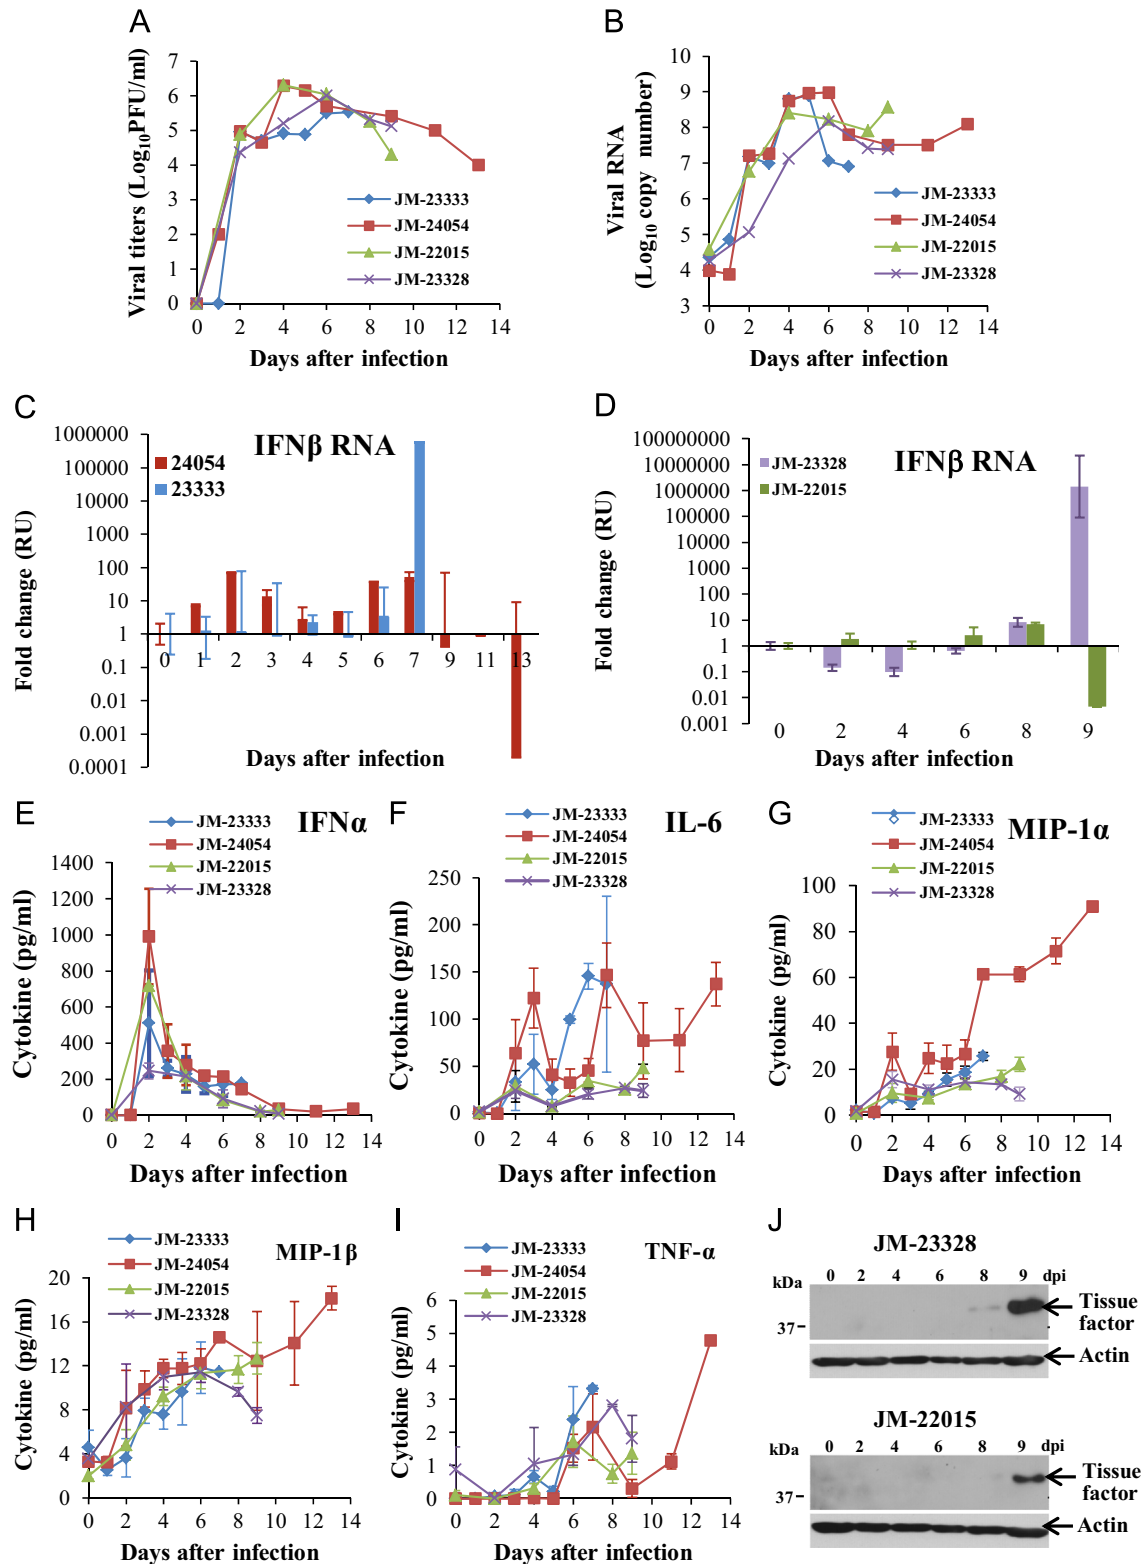 A
Viral titers (Log10PFU/ml)
7
6
5
4
3
2
1
0
JM-23333
JM-24054
JM-22015
JM-23328
0 2 4 6 8 10 12 14
Days after infection
B
Viral RNA
(Log10 copy number)
10
9
8
7
6
5
4
3
JM-23333
JM-24054
JM-22015
JM-23328
0 2 4 6 8 10 12 14
Days after infection
C
IFNβ RNA
Fold change (RU)
1000000
100000
10000
1000
100
10
1
0.1
0.01
0.001
0.0001
24054
23333
0 1 2 3 4 5 6 7 9 11 13
Days after infection
D
IFNβ RNA
Fold change (RU)
100000000
10000000
1000000
100000
10000
1000
100
10
1
0.1
0.01
0.001
JM-23328
JM-22015
0 2 4 6 8 9
Days after infection
E
JM-23333
JM-24054
JM-22015
JM-23328
IFNα
Cytokine (pg/ml)
1400
1200
1000
800
600
400
200
0
0 2 4 6 8 10 12 14
Days after infection
F
JM-23333
JM-24054
JM-22015
JM-23328
IL-6
Cytokine (pg/ml)
250
200
150
100
50
0
0 2 4 6 8 10 12 14
Days after infection
G
JM-23333
JM-24054
JM-22015
JM-23328
MIP-1α
Cytokine (pg/ml)
100
80
60
40
20
0
0 2 4 6 8 10 12 14
Days after infection
H
JM-23333
JM-24054
JM-22015
JM-23328
MIP-1β
Cytokine (pg/ml)
20
16
12
8
4
0
0 2 4 6 8 10 12 14
Days after infection
I
JM-23333
JM-24054
JM-22015
JM-23328
TNF-α
Cytokine (pg/ml)
6
5
4
3
2
1
0
0 2 4 6 8 10 12 14
Days after infection
J
JM-23328
kDa 0 2 4 6 8 9 dpi
37
Tissue
factor
Actin
JM-22015
kDa 0 2 4 6 8 9 dpi
37
Tissue
factor
Actin